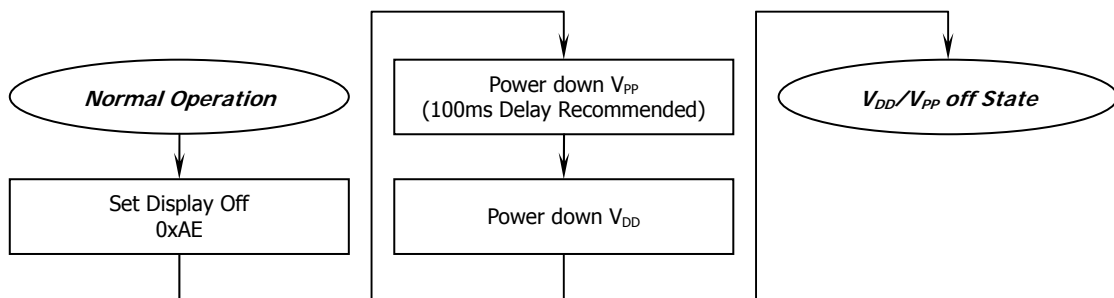 Normal Operation
Set Display Off
0xAE
Power down VPP
(100ms Delay Recommended)
Power down VDD
VDD/VPP off State